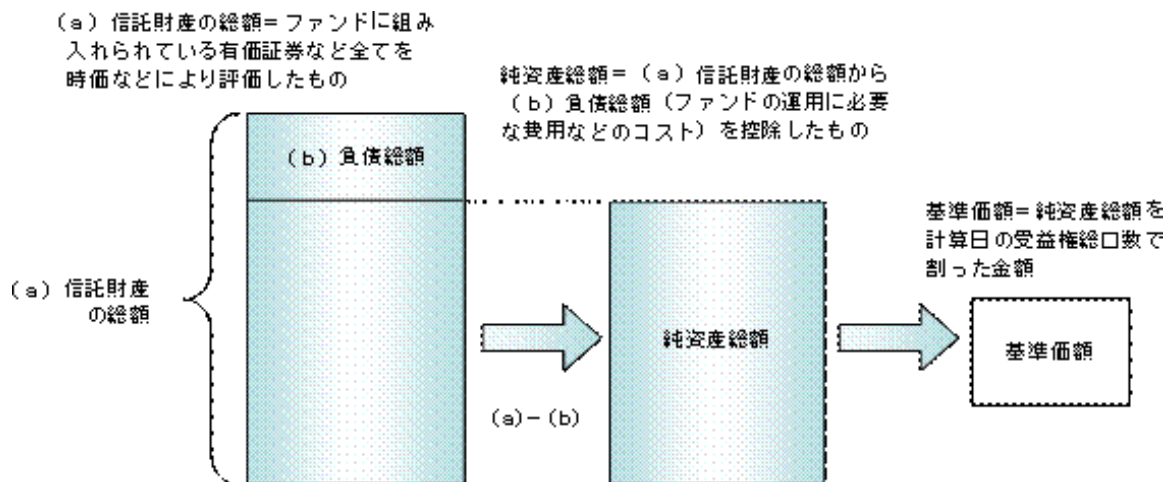 (a)信託財産の総額=ファンドに組み
入れられている有価証券など全てを
時価などにより評価したもの
純資産総額=(a)信託財産の総額から
(b)負債総額(ファンドの運用に必要
な費用などのコスト)を控除したもの
(b)負債総額
基準価額=純資産総額を
計算日の受益権総口数で
割った金額
(a)信託財産
の総額
純資産総額
基準価額
(a)-(b)